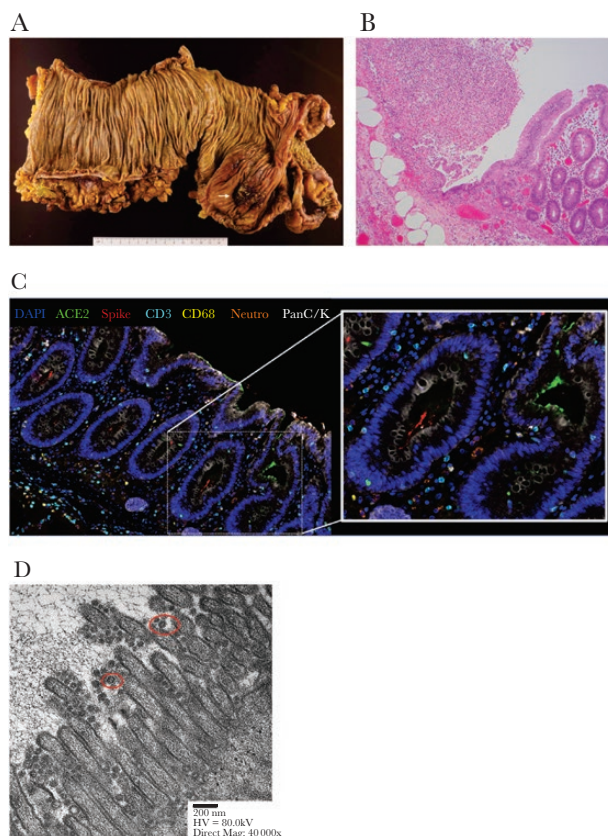 A
B
C
DAPI ACE2 Spike CD3 CD68 Neutro PanC/K
D
200 nm
HV = 80.0kV
Direct Mag: 40 000x